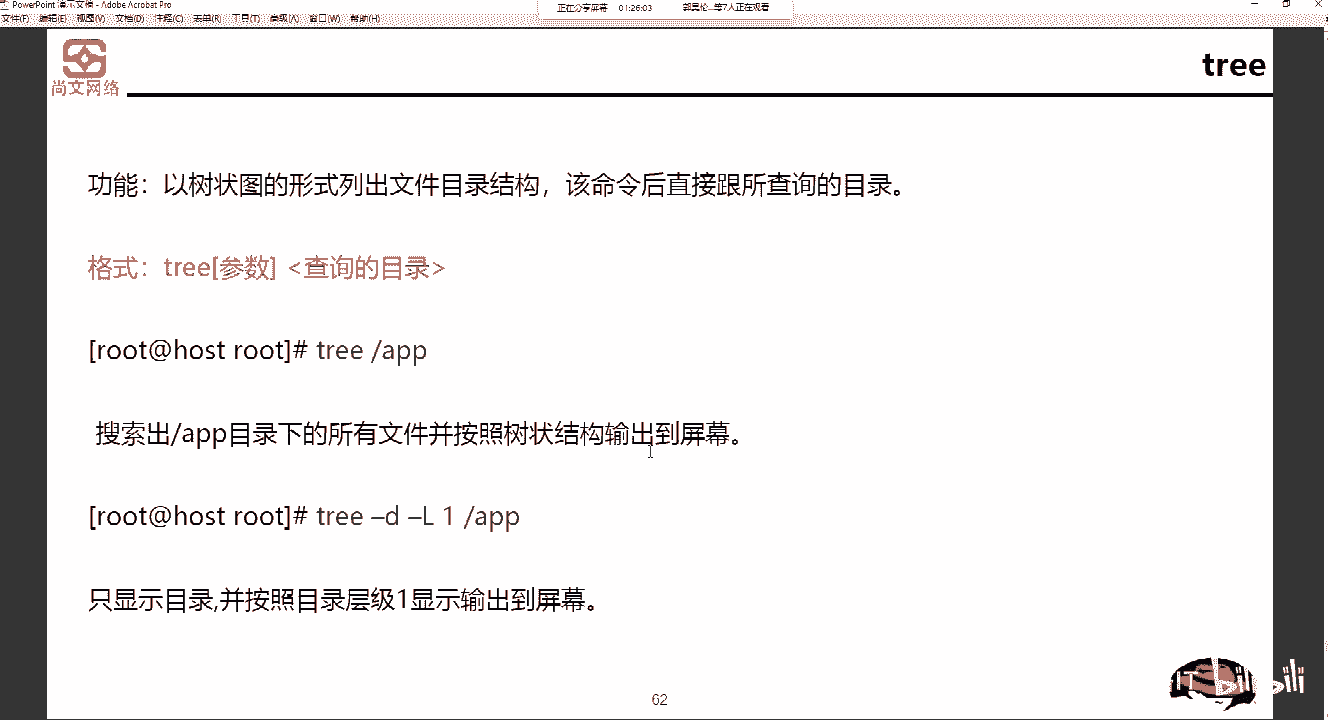 PowerPoint 演示文稿 - Adobe Acrobat Pro
正在分享屏幕 01:26:03
等7人正在观看
文件(F) 编辑(E) 视图(V) 文档(D) 注释(C) 表单(R) 工具(T) 高级(A) 窗口(W) 帮助(H)
尚文网络
tree
功能：以树状图的形式列出文件目录结构，该命令后直接跟所查询的目录。
格式：tree[参数] <查询的目录>
[root@host root]# tree /app
搜索出/app目录下的所有文件并按照树状结构输出到屏幕。
[root@host root]# tree –d –L 1 /app
只显示目录,并按照目录层级1显示输出到屏幕。
62
IT bilibili